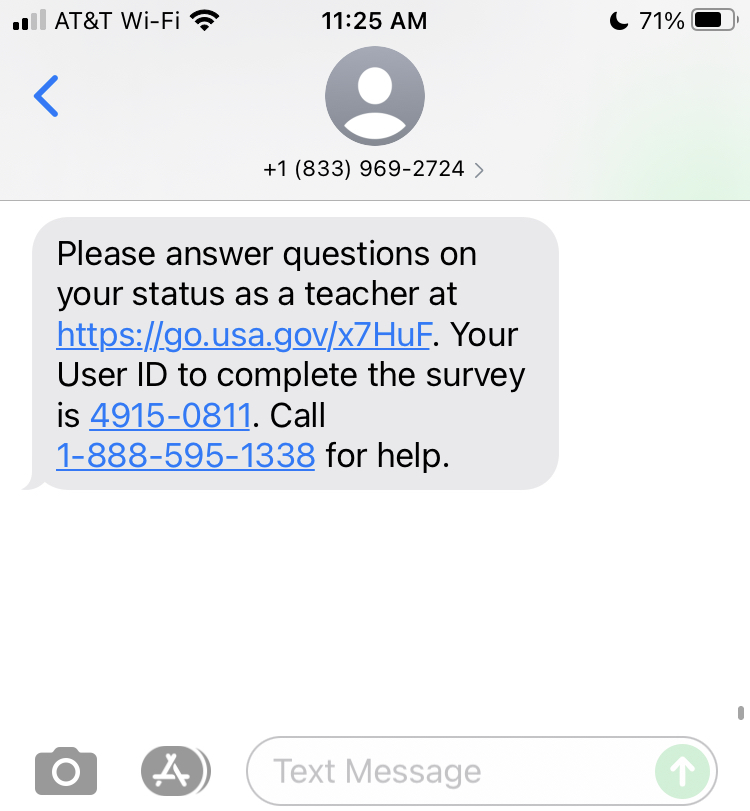 AT&T Wi-Fi 11:25 AM 71%
+1 (833) 969-2724
Please answer questions on
your status as a teacher at
https://go.usa.gov/x7HuF. Your
User ID to complete the survey
is 4915-0811. Call
1-888-595-1338 for help.
Text Message